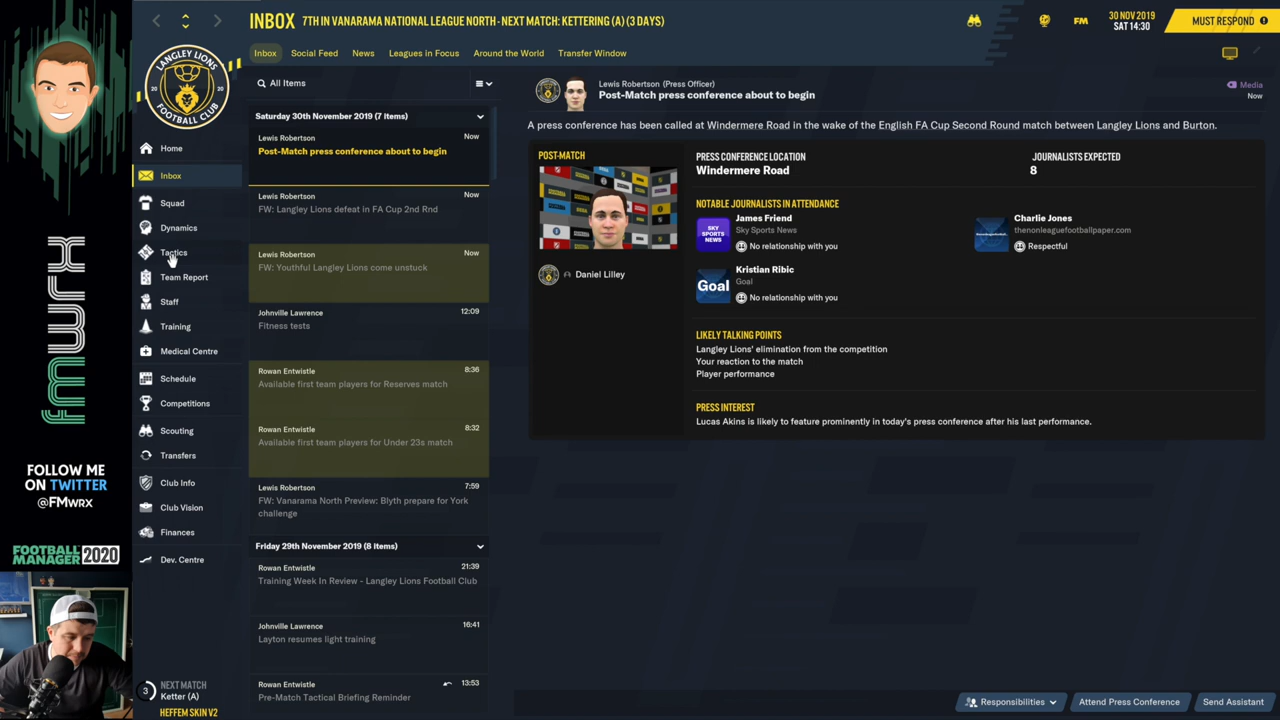 INBOX
7TH IN VANARAMA NATIONAL LEAGUE NORTH - NEXT MATCH: KETTERING (A) (3 DAYS)
FM
30 NOV 2019
SAT 14:30
MUST RESPOND
Inbox
Social Feed
News
Leagues in Focus
Around the World
Transfer Window
LANGLEY LIONS
20
20
FOOTBALL CLUB
Home
Inbox
Squad
Dynamics
Tactics
Team Report
Staff
Training
Medical Centre
Schedule
Competitions
Scouting
Transfers
Club Info
Club Vision
Finances
Dev. Centre
3
NEXT MATCH
Ketter (A)
HEFFEM SKIN V2
FMWRX
FOLLOW ME
ON TWITTER
@FMWRX
FOOTBALL MANAGER 2020
All Items
Saturday 30th November 2019 (7 items)
Lewis Robertson
Now
Post-Match press conference about to begin
Lewis Robertson
Now
FW: Langley Lions defeat in FA Cup 2nd Rnd
Lewis Robertson
Now
FW: Youthful Langley Lions come unstuck
Johnville Lawrence
12:09
Fitness tests
Rowan Entwistle
8:36
Available first team players for Reserves match
Rowan Entwistle
8:32
Available first team players for Under 23s match
Lewis Robertson
7:59
FW: Vanarama North Preview: Blyth prepare for York
challenge
Friday 29th November 2019 (8 items)
Rowan Entwistle
21:39
Training Week In Review - Langley Lions Football Club
Johnville Lawrence
16:41
Layton resumes light training
Rowan Entwistle
13:53
Pre-Match Tactical Briefing Reminder
Lewis Robertson (Press Officer)
Post-Match press conference about to begin
Media
Now
A press conference has been called at Windermere Road in the wake of the English FA Cup Second Round match between Langley Lions and Burton.
POST-MATCH
Daniel Lilley
PRESS CONFERENCE LOCATION
Windermere Road
JOURNALISTS EXPECTED
8
NOTABLE JOURNALISTS IN ATTENDANCE
SKY
SPORTS
NEWS
James Friend
Sky Sports News
No relationship with you
Charlie Jones
thenonleaguefootballpaper.com
Respectful
Goal
Kristian Ribic
Goal
No relationship with you
LIKELY TALKING POINTS
Langley Lions' elimination from the competition
Your reaction to the match
Player performance
PRESS INTEREST
Lucas Akins is likely to feature prominently in today's press conference after his last performance.
Responsibilities
Attend Press Conference
Send Assistant